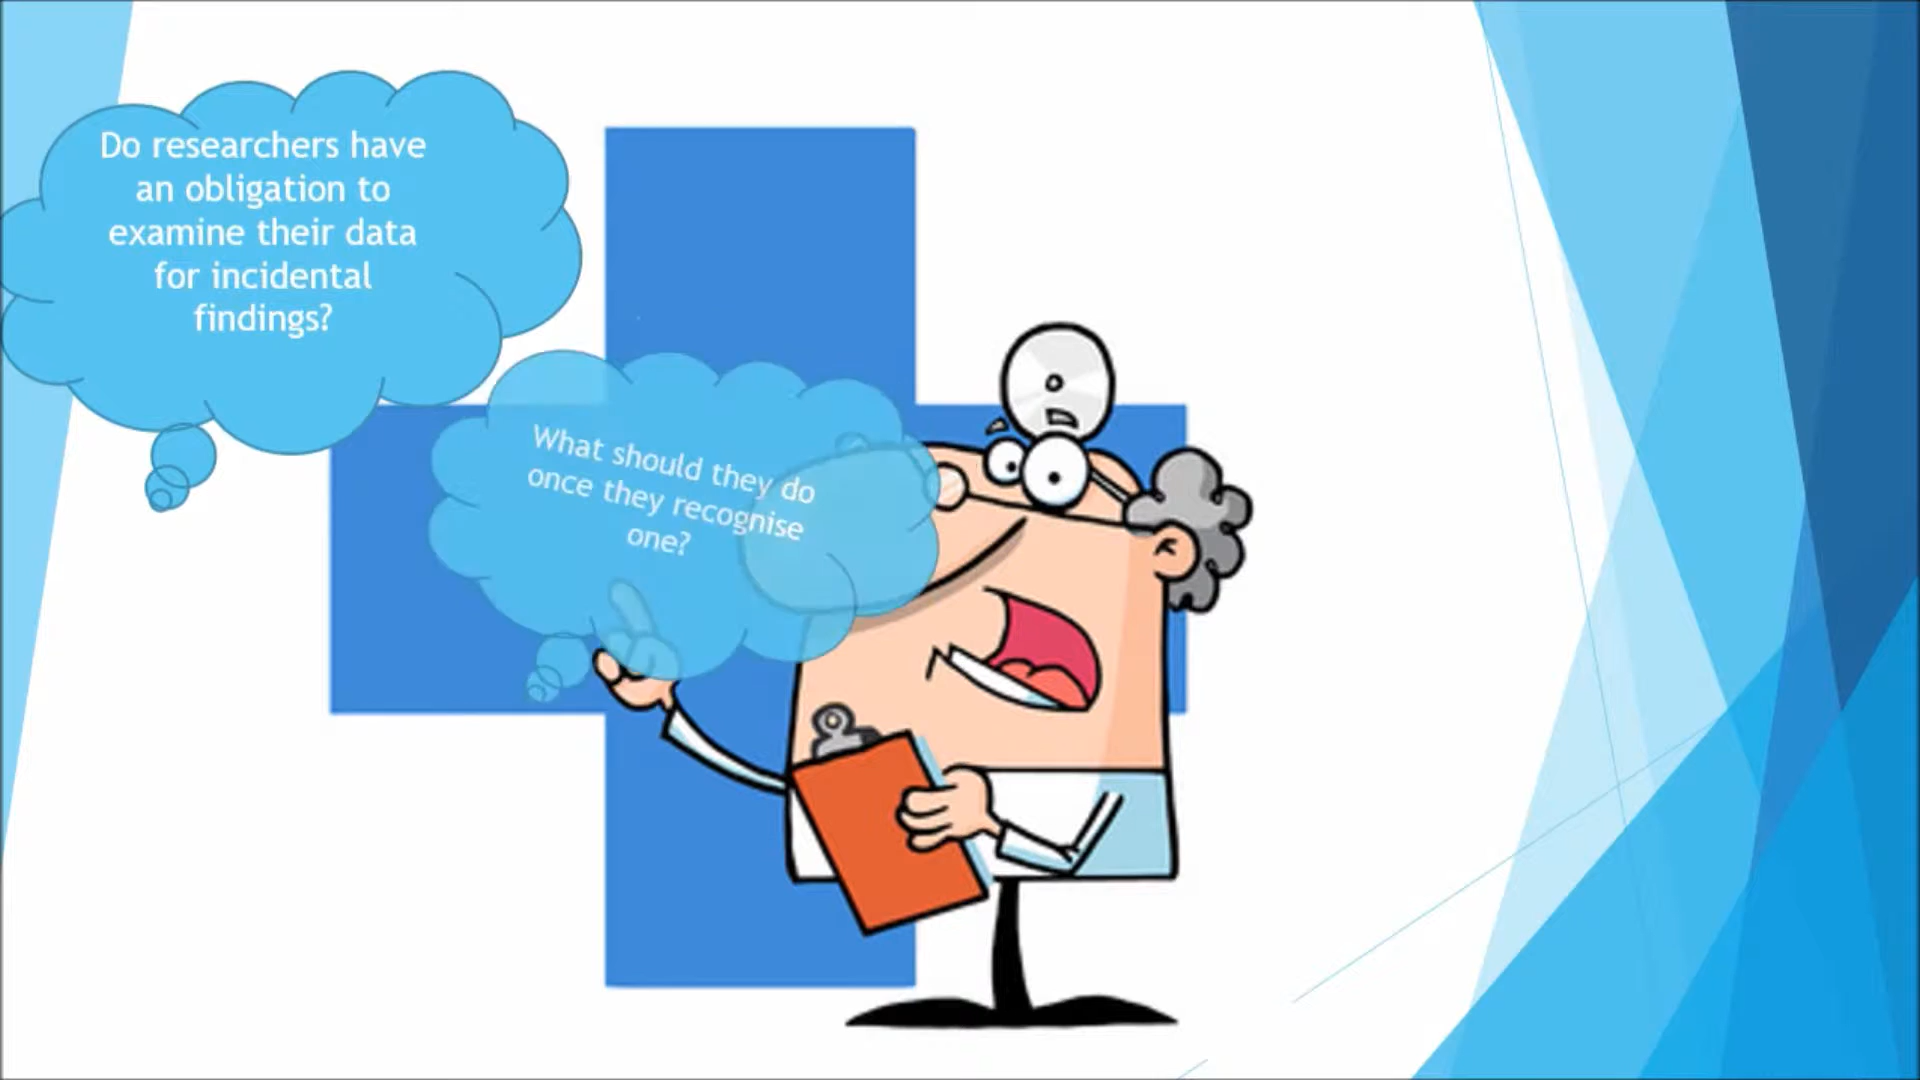 Do researchers have
an obligation to
examine their data
for incidental
findings?
What should they do
once they recognise
one?